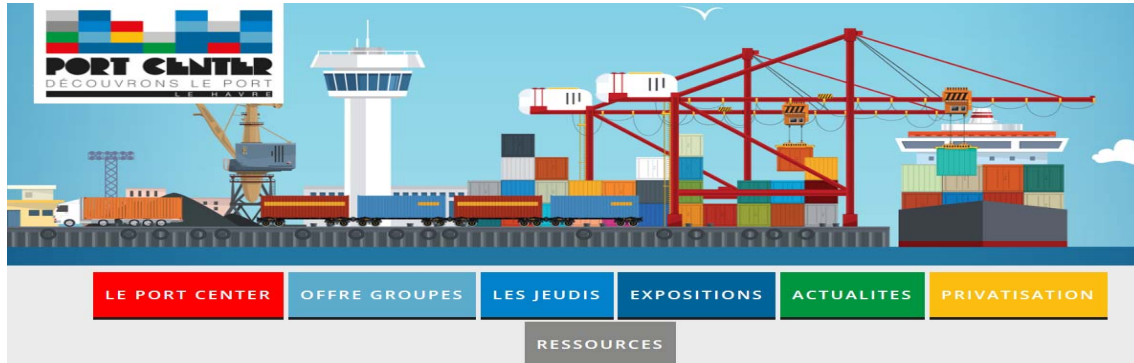 PORT CENTER
DÉCOUVRONS LE PORT
LE HAVRE
LE PORT CENTER
OFFRE GROUPES
LES JEUDIS
EXPOSITIONS
ACTUALITES
PRIVATISATION
RESSOURCES